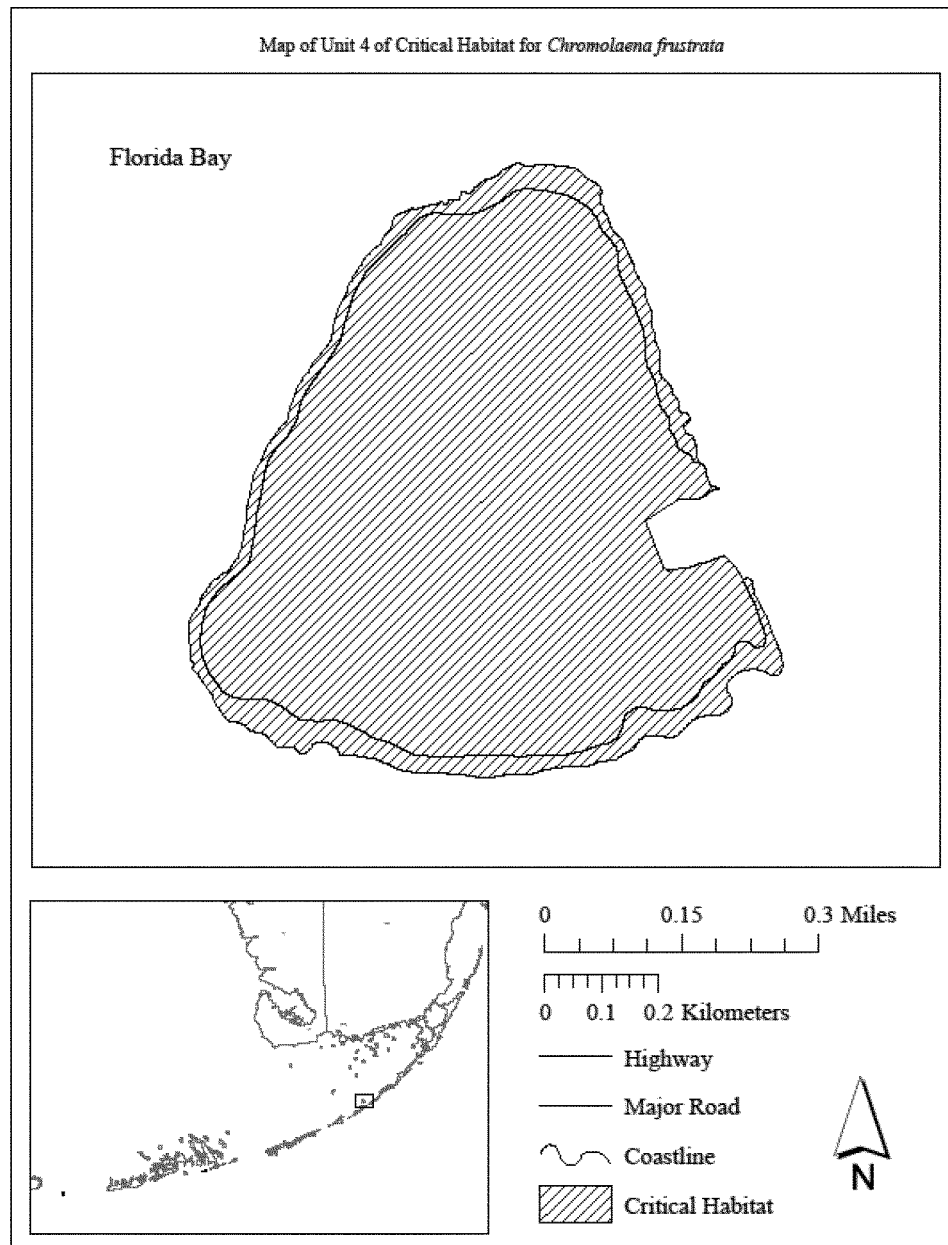 Map of Unit 4 of Critical Habitat for Chromolaena frustrata
Florida Bay
0 0.15 0.3 Miles
0 0.1 0.2 Kilometers
Highway
Major Road
Coastline
Critical Habitat
N